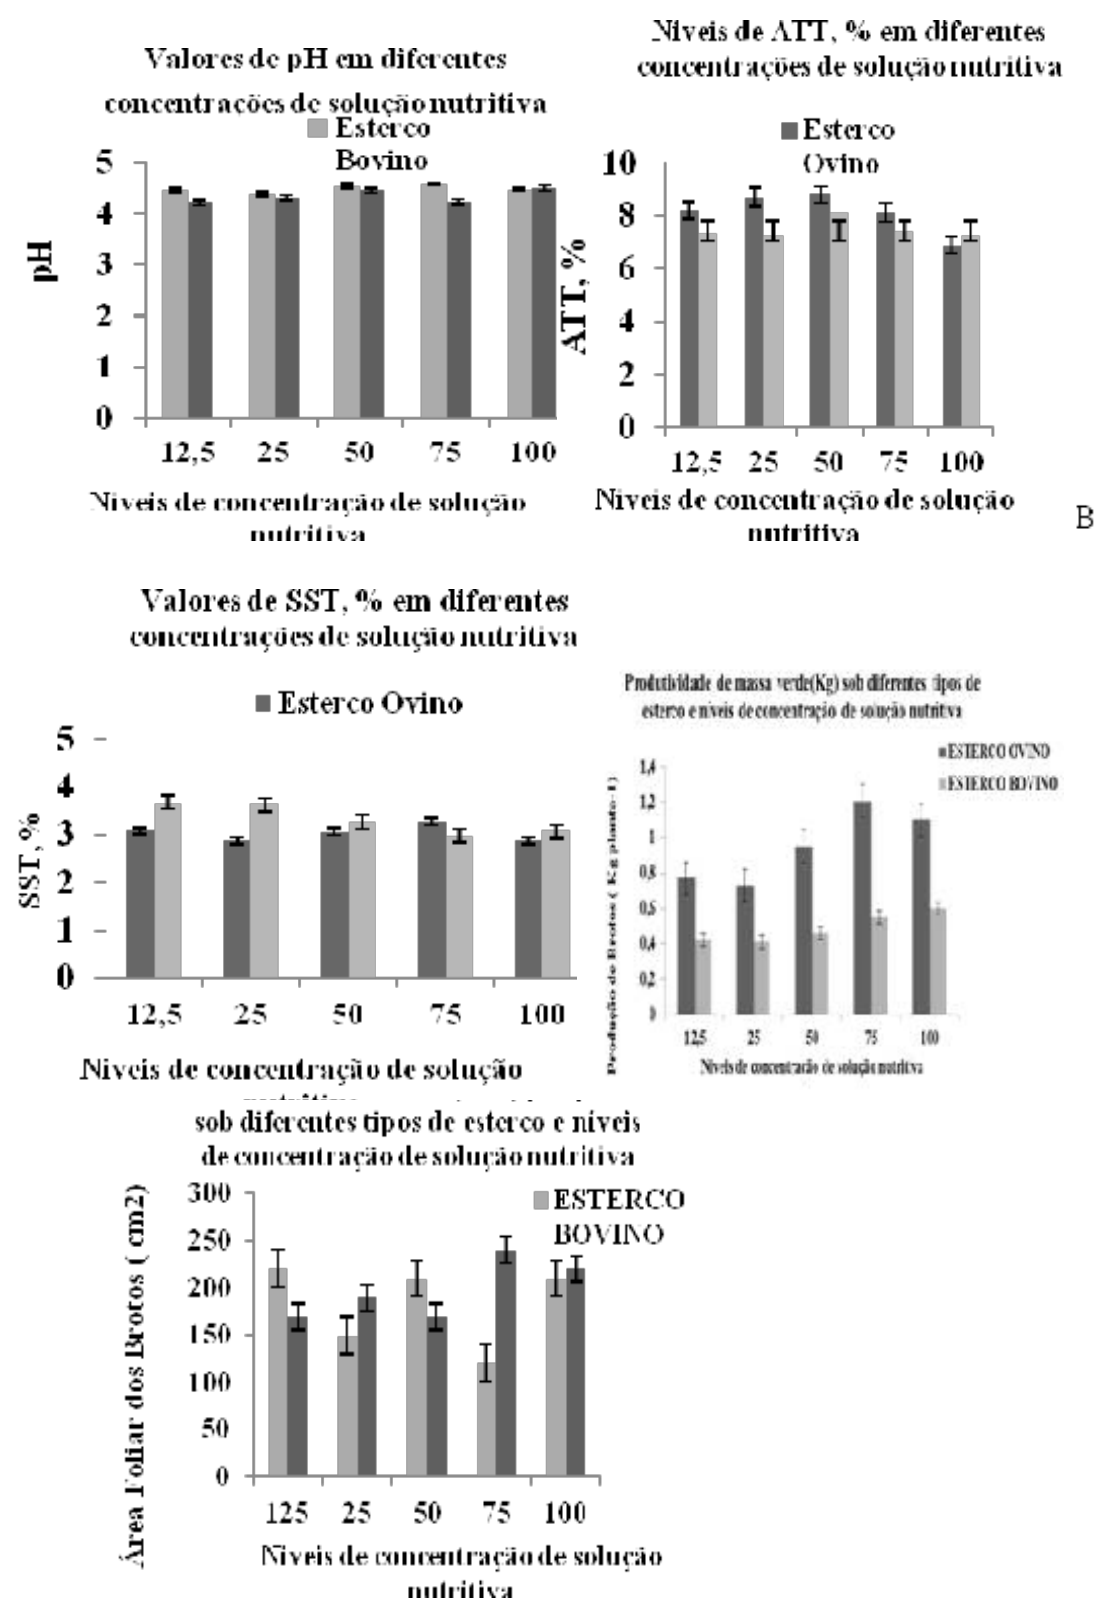 Valores de pH em diferentes
concentrações de solução nutritiva
Esterco
Bovino
5
4
3
2
1
0
pH
12,5 25 50 75 100
Níveis de concentração de solução
nutritiva
Níveis de ATT, % em diferentes
concentrações de solução nutritiva
Esterco
Ovino
10
8
6
4
2
0
ATT, %
12,5 25 50 75 100
Níveis de concentração de solução
nutritiva
B
Valores de SST, % em diferentes
concentrações de solução nutritiva
Esterco Ovino
5
4
3
2
1
0
SST, %
12,5 25 50 75 100
Níveis de concentração de solução
Produtividade de massa verde(Kg) sob diferentes tipos de
esterco e níveis de concentração de solução nutritiva
ESTERCO OVINO
ESTERCO BOVINO
1,4
1,2
1
0,8
0,6
0,4
0,2
0
Produção de Brotos ( Kg planta-1)
12,5 25 50 75 100
Níveis de concentração de solução nutritiva
sob diferentes tipos de esterco e níveis
de concentração de solução nutritiva
ESTERCO
BOVINO
300
250
200
150
100
50
0
Área Foliar dos Brotos ( cm2)
125 25 50 75 100
Níveis de concentração de solução
nutritiva